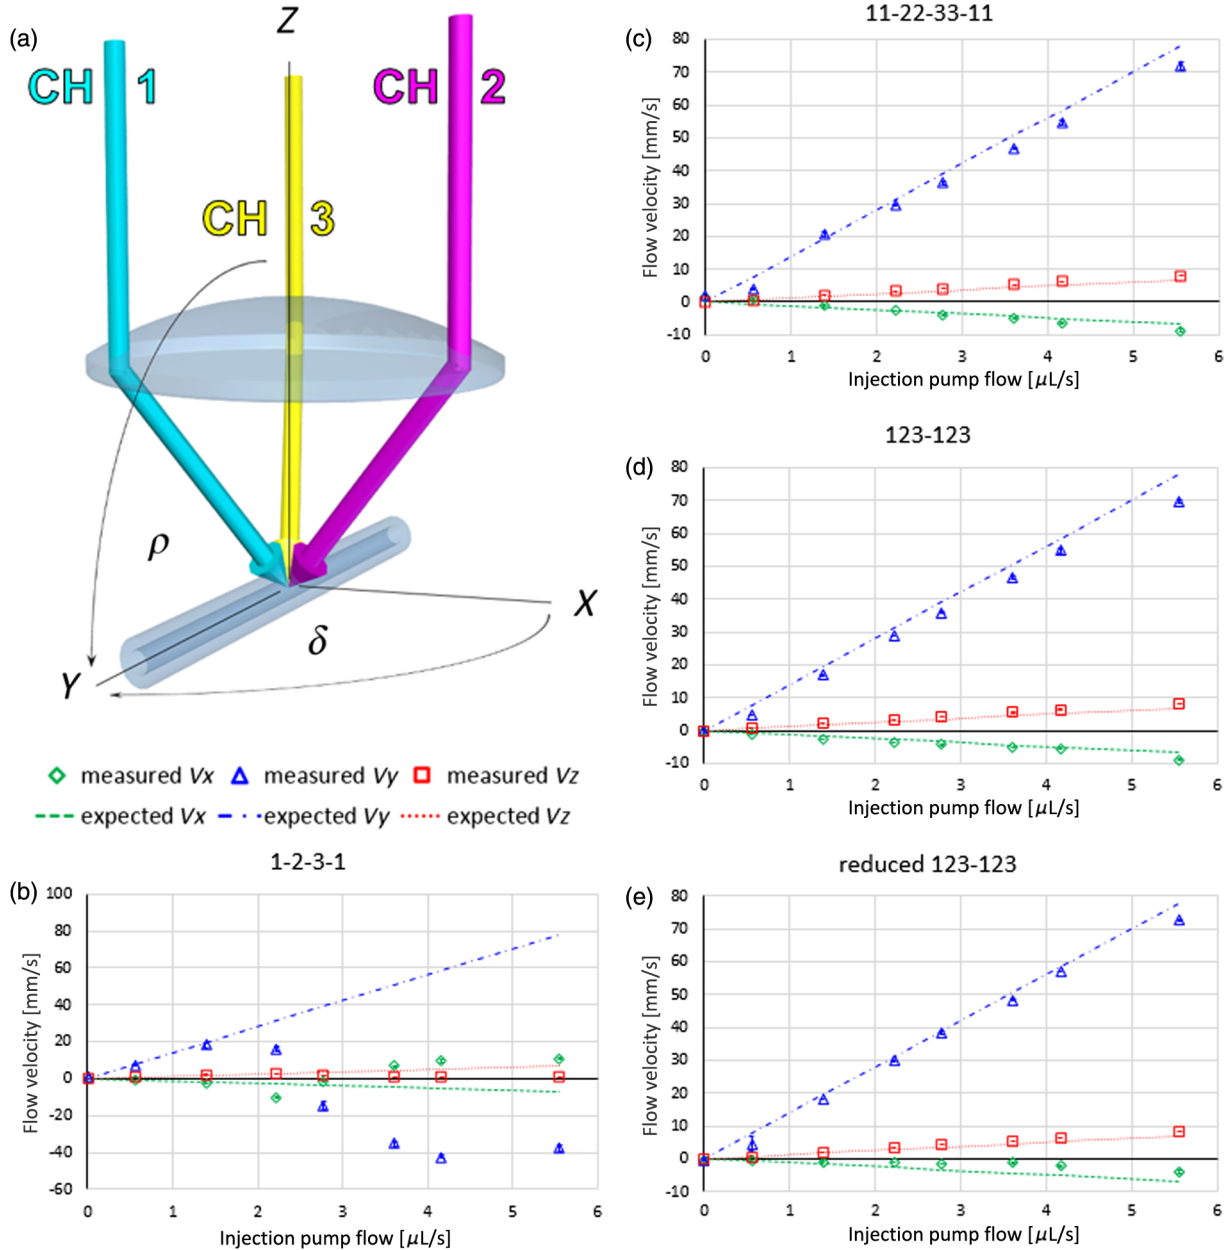 (a)
Z
CH 1
CH 2
CH 3
ρ
δ
X
Y
measured Vx measured Vy measured Vz
expected Vx expected Vy expected Vz
(b)
1-2-3-1
Flow velocity [mm/s]
100
80
60
40
20
0
-20
-40
-60
0 1 2 3 4 5 6
Injection pump flow [μL/s]
(c)
11-22-33-11
Flow velocity [mm/s]
80
70
60
50
40
30
20
10
0
-10
0 1 2 3 4 5 6
Injection pump flow [μL/s]
(d)
123-123
Flow velocity [mm/s]
80
70
60
50
40
30
20
10
0
-10
0 1 2 3 4 5 6
Injection pump flow [μL/s]
(e)
reduced 123-123
Flow velocity [mm/s]
80
70
60
50
40
30
20
10
0
-10
0 1 2 3 4 5 6
Injection pump flow [μL/s]